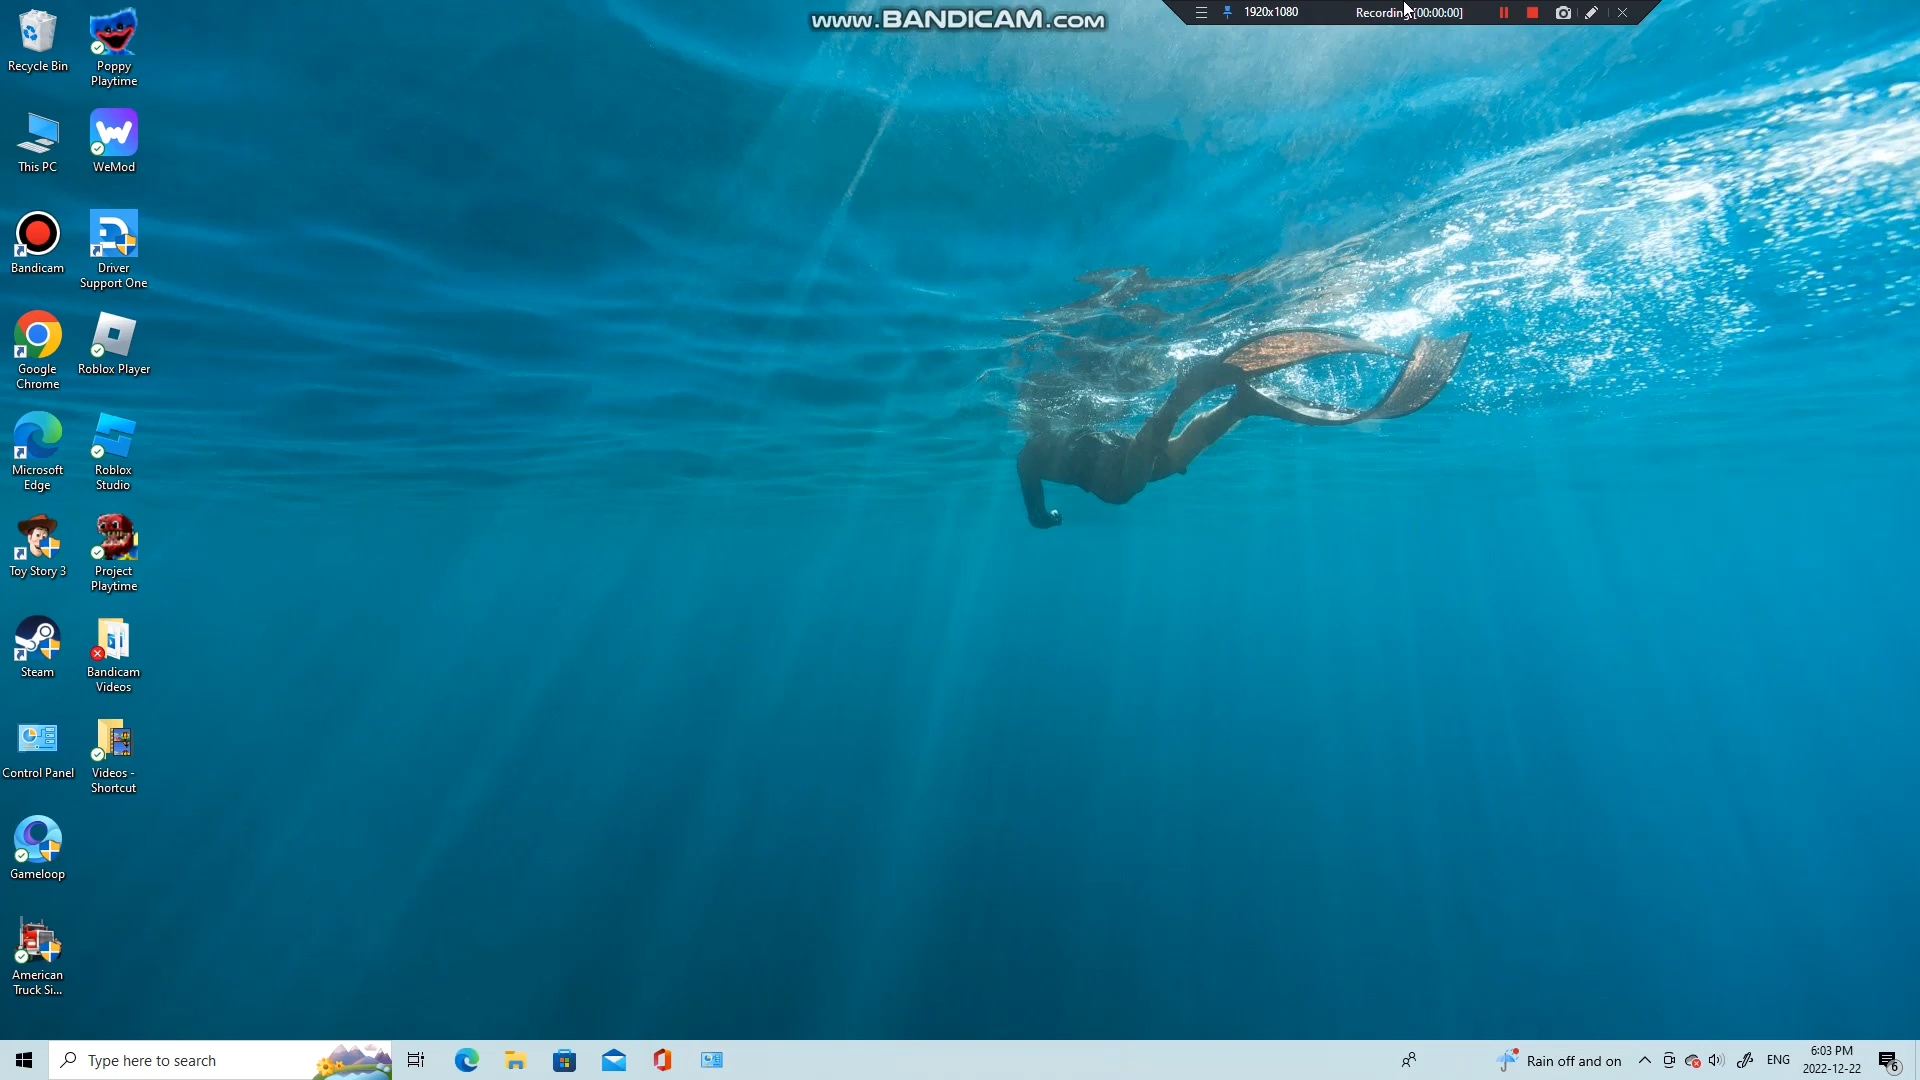 www.BANDICAM.com
1920x1080
Recording [00:00:00]
Recycle Bin
Poppy
Playtime
This PC
WeMod
Bandicam
Driver
Support One
Google
Chrome
Roblox Player
Microsoft
Edge
Roblox
Studio
Toy Story 3
Project
Playtime
Steam
Bandicam
Videos
Control Panel
Videos -
Shortcut
Gameloop
American
Truck Si...
Type here to search
Rain off and on
ENG
6:03 PM
2022-12-22
6